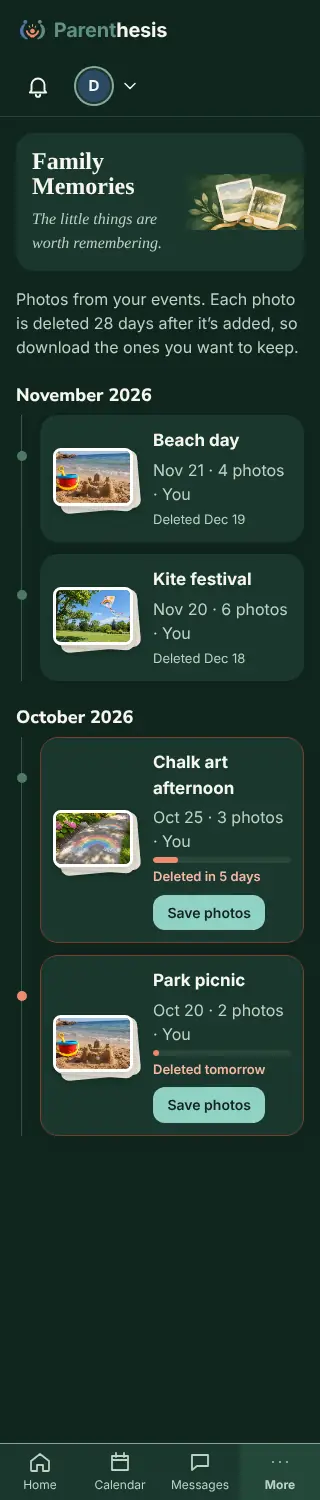 Parenthesis
D
Family
Memories
The little things are
worth remembering.
Photos from your events. Each photo
is deleted 28 days after it’s added, so
download the ones you want to keep.
November 2026
Beach day
Nov 21 · 4 photos
· You
Deleted Dec 19
Kite festival
Nov 20 · 6 photos
· You
Deleted Dec 18
October 2026
Chalk art
afternoon
Oct 25 · 3 photos
· You
Deleted in 5 days
Save photos
Park picnic
Oct 20 · 2 photos
· You
Deleted tomorrow
Save photos
Home
Calendar
Messages
More